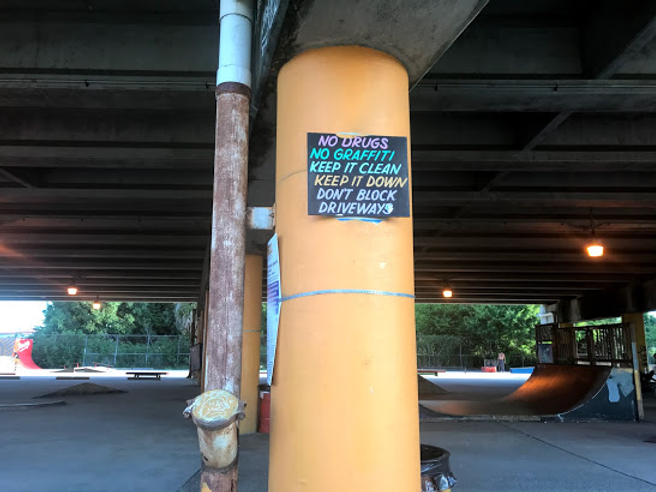 NO DRUGS
NO GRAFFITI
KEEP IT CLEAN
KEEP IT DOWN
DON'T BLOCK
DRIVEWAYS